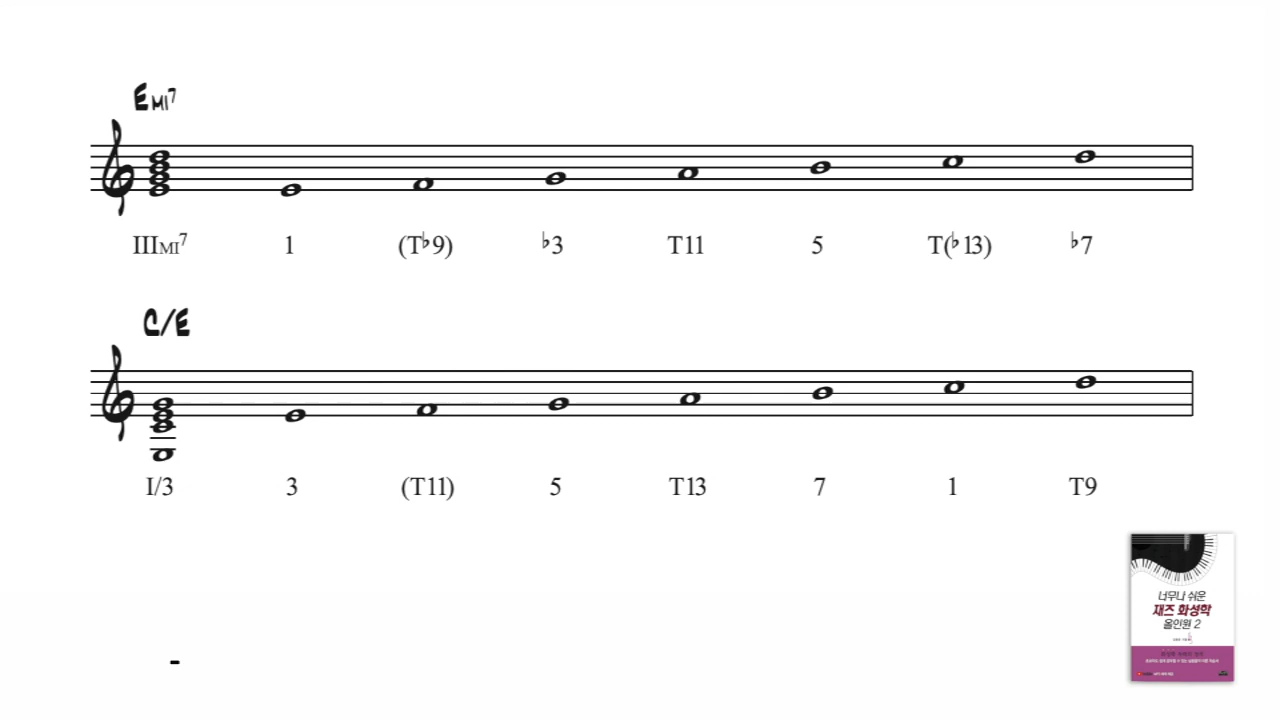 EMI7
IIIMI7 1 (T♭9) ♭3 T11 5 T(♭13) ♭7
C/E
I/3 3 (T11) 5 T13 7 1 T9
너무나 쉬운
재즈 화성학
올인원 2
-